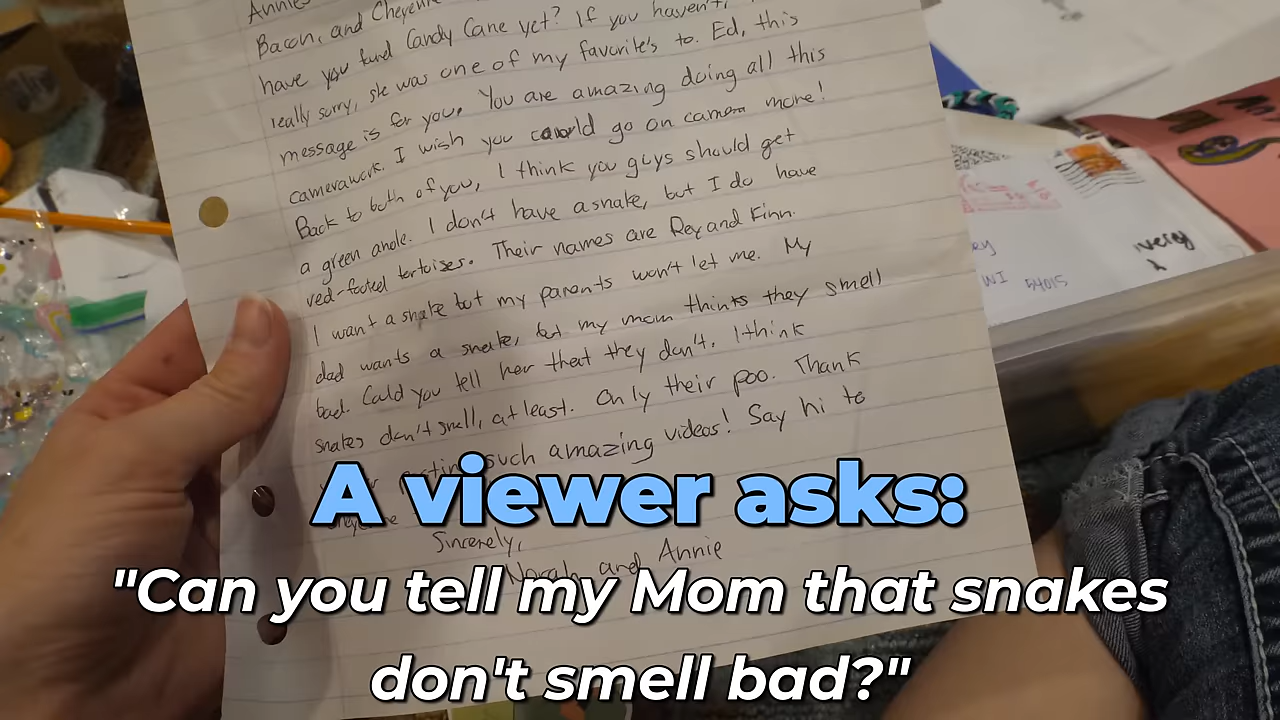 Annie
Bacon, and Cheyenne
have you fund Candy Cane yet? If you haven't,
really sorry, she was one of my favorite's to. Ed, this
message is for you. You are amazing doing all this
camerawork. I wish you could go on camera more!
Back to both of you, I think you guys should get
a green anole. I don't have a snake, but I do have
red-footed tortoises. Their names are Rey and Finn.
I want a snake but my parents won't let me. My
dad wants a snake, but my mom thinks they smell
bad. Could you tell her that they don't. I think
snakes don't smell, at least. Only their poo. Thank
such amazing videos! Say hi to
Sincerely,
Norah and Annie
WI 54015
A viewer asks:
"Can you tell my Mom that snakes
don't smell bad?"